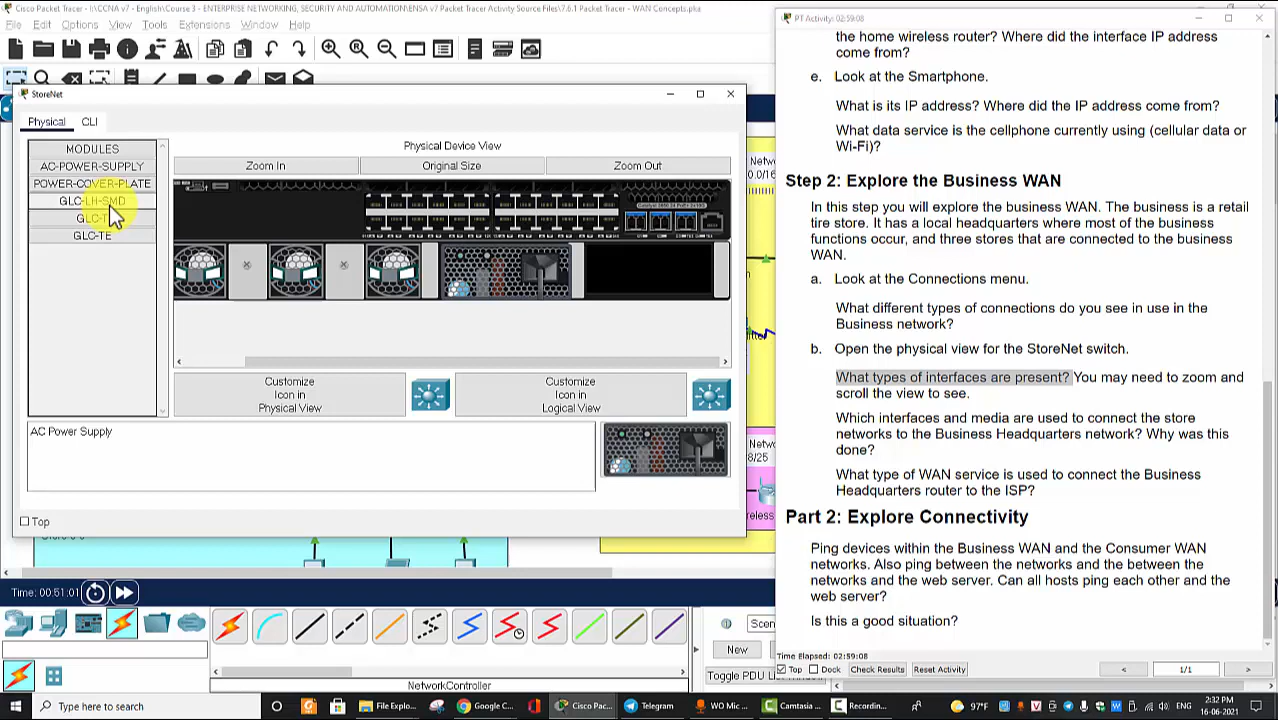 Cisco Packet Tracer - I:\CCNA v7 - English\Course 3 - ENTERPRISE NETWORKING, SECURITY AND AUTOMATION\ENSA v7 Packet Tracer Activity Source Files\7.6.1 Packet Tracer - WAN Concepts.pka
File Edit Options View Tools Extensions Window Help
StoreNet
Physical CLI
MODULES
AC-POWER-SUPPLY
POWER-COVER-PLATE
GLC-LH-SMD
GLC-T
GLC-TE
Physical Device View
Zoom In Original Size Zoom Out
Customize
Icon in
Physical View
Customize
Icon in
Logical View
AC Power Supply
Top
Netwo
0.0/16
Netwo
8/25
reless
Time: 00:51:01
Scen
New
Toggle PDU List Window
NetworkController
PT Activity: 02:59:08
the home wireless router? Where did the interface IP address
come from?
e. Look at the Smartphone.
What is its IP address? Where did the IP address come from?
What data service is the cellphone currently using (cellular data or
Wi-Fi)?
Step 2: Explore the Business WAN
In this step you will explore the business WAN. The business is a retail
tire store. It has a local headquarters where most of the business
functions occur, and three stores that are connected to the business
WAN.
a. Look at the Connections menu.
What different types of connections do you see in use in the
Business network?
b. Open the physical view for the StoreNet switch.
What types of interfaces are present? You may need to zoom and
scroll the view to see.
Which interfaces and media are used to connect the store
networks to the Business Headquarters network? Why was this
done?
What type of WAN service is used to connect the Business
Headquarters router to the ISP?
Part 2: Explore Connectivity
Ping devices within the Business WAN and the Consumer WAN
networks. Also ping between the networks and the between the
networks and the web server. Can all hosts ping each other and the
web server?
Is this a good situation?
Time Elapsed: 02:59:08
Top Dock Check Results Reset Activity < 1/1 >
Type here to search
File Explo...
Google C...
Cisco Pac...
Telegram
WO Mic ...
Camtasia ...
Recordin...
97°F
ENG
2:32 PM
16-06-2021